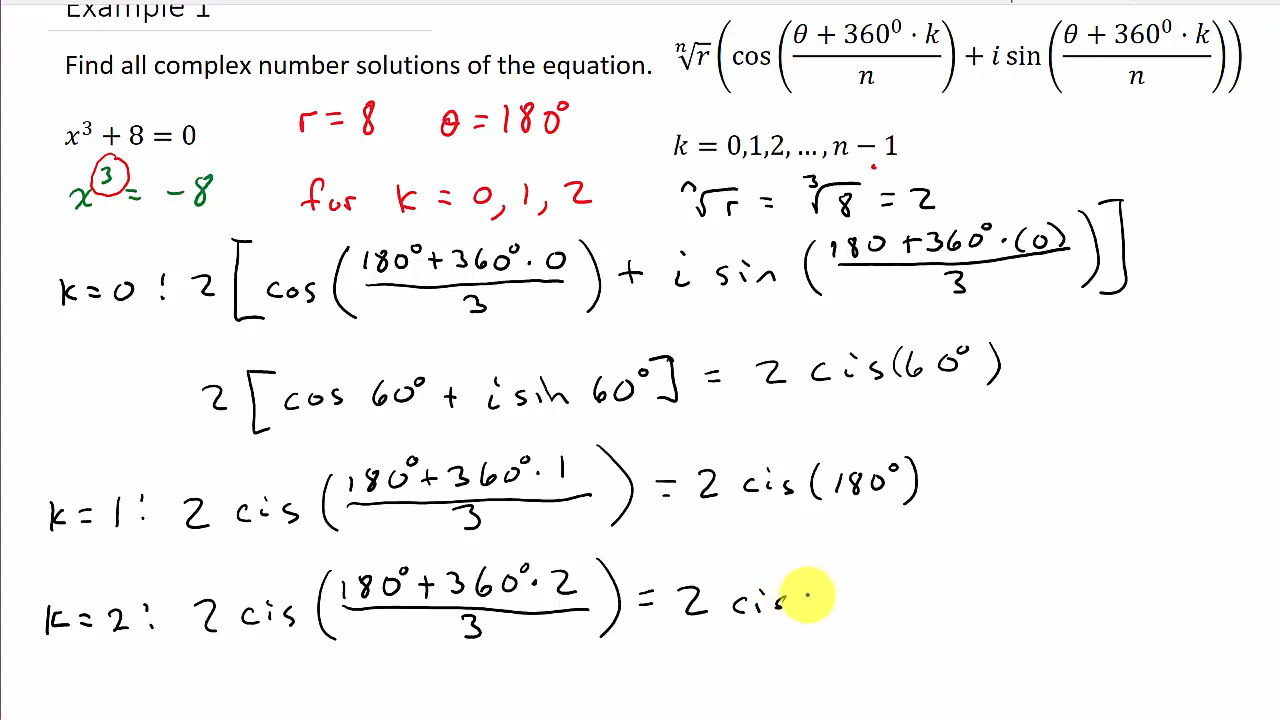 Example 1
Find all complex number solutions of the equation.
ⁿ√r (cos((θ + 360⁰ · k)/n) + i sin((θ + 360⁰ · k)/n))
x³ + 8 = 0
r = 8 θ = 180°
k = 0,1,2, ..., n − 1
x³ = −8
for k = 0, 1, 2
ⁿ√r = ³√8 = 2
k = 0 : 2 [cos((180° + 360° · 0)/3) + i sin((180 + 360° · (0))/3)]
2 [cos 60° + i sin 60°] = 2 cis(60°)
k = 1 : 2 cis((180° + 360° · 1)/3) = 2 cis(180°)
k = 2 : 2 cis((180° + 360° · 2)/3) = 2 cis